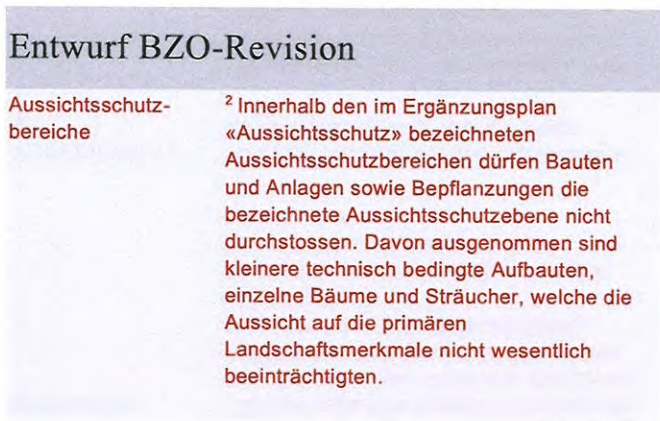 Entwurf BZO-Revision
Aussichtsschutz-
bereiche
² Innerhalb den im Ergänzungsplan
«Aussichtsschutz» bezeichneten
Aussichtsschutzbereichen dürfen Bauten
und Anlagen sowie Bepflanzungen die
bezeichnete Aussichtsschutzebene nicht
durchstossen. Davon ausgenommen sind
kleinere technisch bedingte Aufbauten,
einzelne Bäume und Sträucher, welche die
Aussicht auf die primären
Landschaftsmerkmale nicht wesentlich
beeinträchtigten.